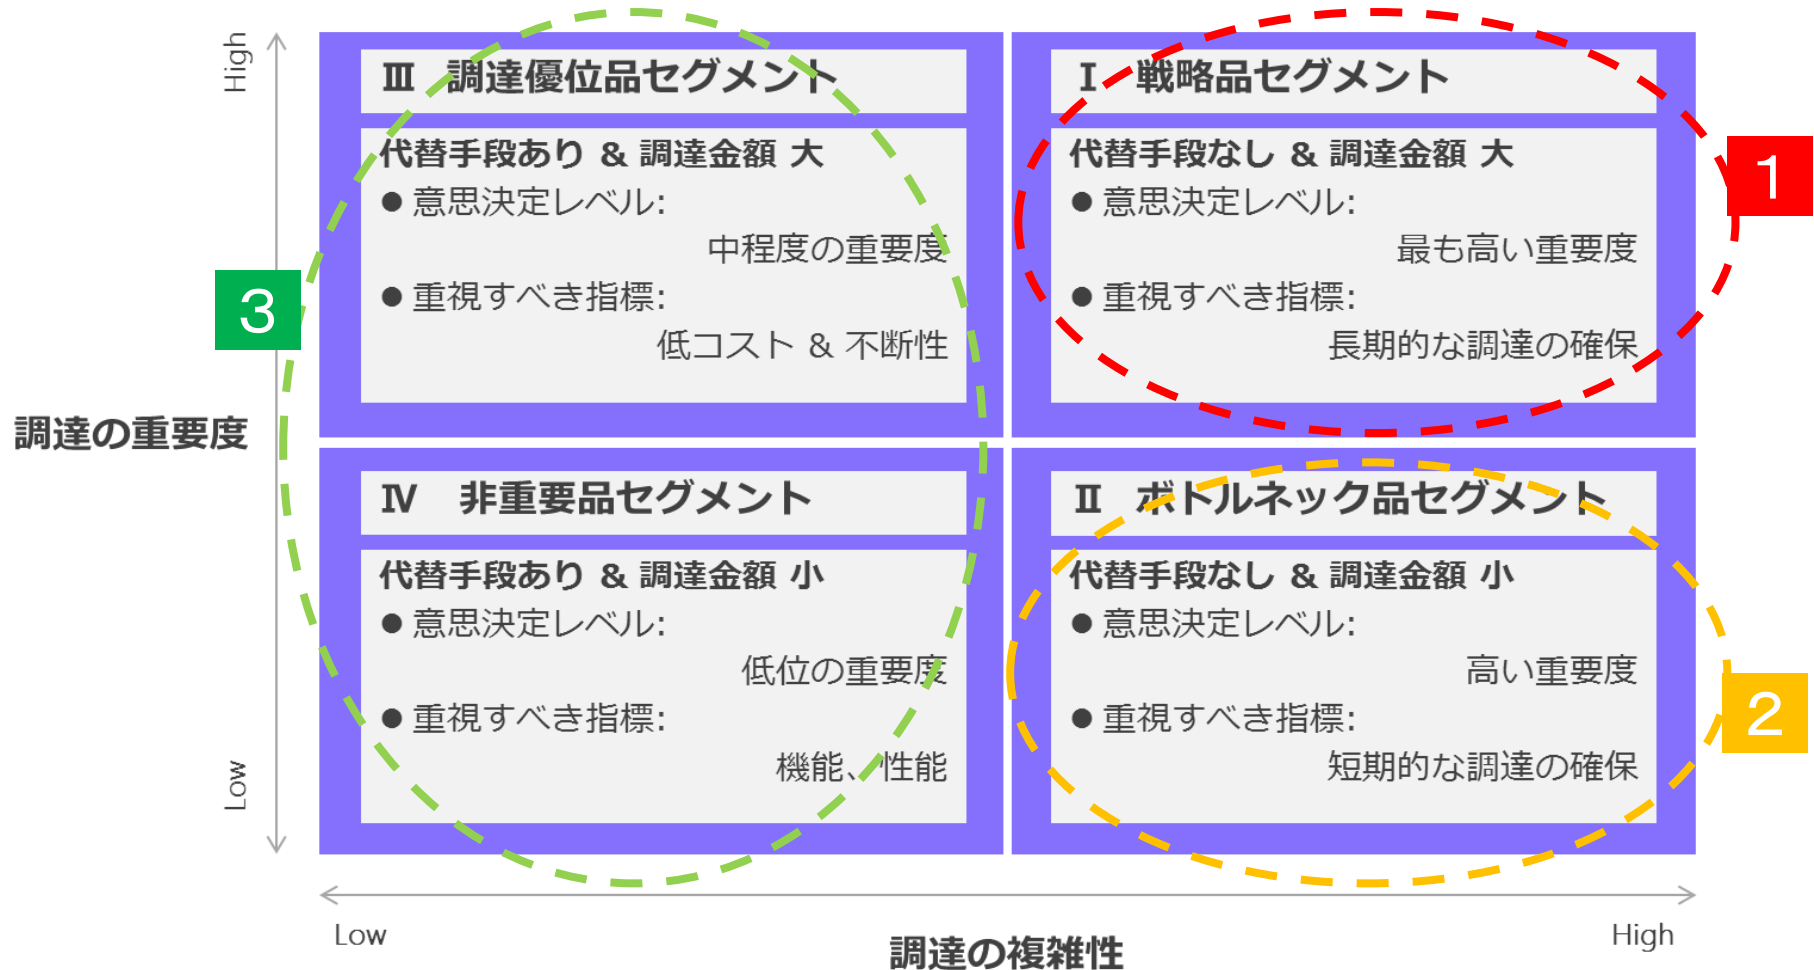 High
Ⅲ 調達優位品セグメント
代替手段あり & 調達金額 大
● 意思決定レベル:
中程度の重要度
● 重視すべき指標:
低コスト & 不断性
Ⅰ 戦略品セグメント
代替手段なし & 調達金額 大
● 意思決定レベル:
最も高い重要度
● 重視すべき指標:
長期的な調達の確保
1
3
調達の重要度
Ⅳ 非重要品セグメント
代替手段あり & 調達金額 小
● 意思決定レベル:
低位の重要度
● 重視すべき指標:
機能、性能
Ⅱ ボトルネック品セグメント
代替手段なし & 調達金額 小
● 意思決定レベル:
高い重要度
● 重視すべき指標:
短期的な調達の確保
2
Low
Low
調達の複雑性
High